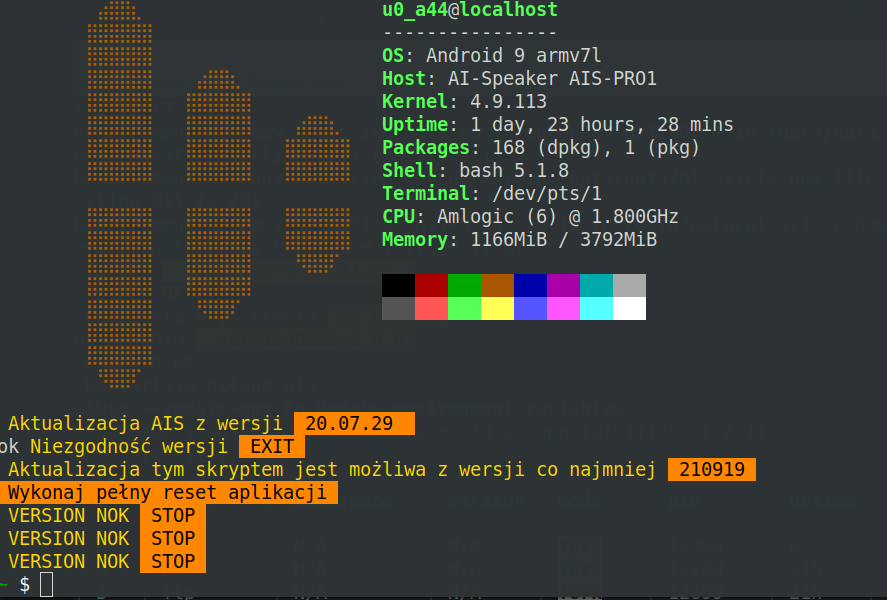 u0_a44@localhost
----------------
OS: Android 9 armv7l
Host: AI-Speaker AIS-PRO1
Kernel: 4.9.113
Uptime: 1 day, 23 hours, 28 mins
Packages: 168 (dpkg), 1 (pkg)
Shell: bash 5.1.8
Terminal: /dev/pts/1
CPU: Amlogic (6) @ 1.800GHz
Memory: 1166MiB / 3792MiB
Aktualizacja AIS z wersji 20.07.29
ok Niezgodność wersji EXIT
Aktualizacja tym skryptem jest możliwa z wersji co najmniej 210919
Wykonaj pełny reset aplikacji
VERSION NOK STOP
VERSION NOK STOP
VERSION NOK STOP
~ $